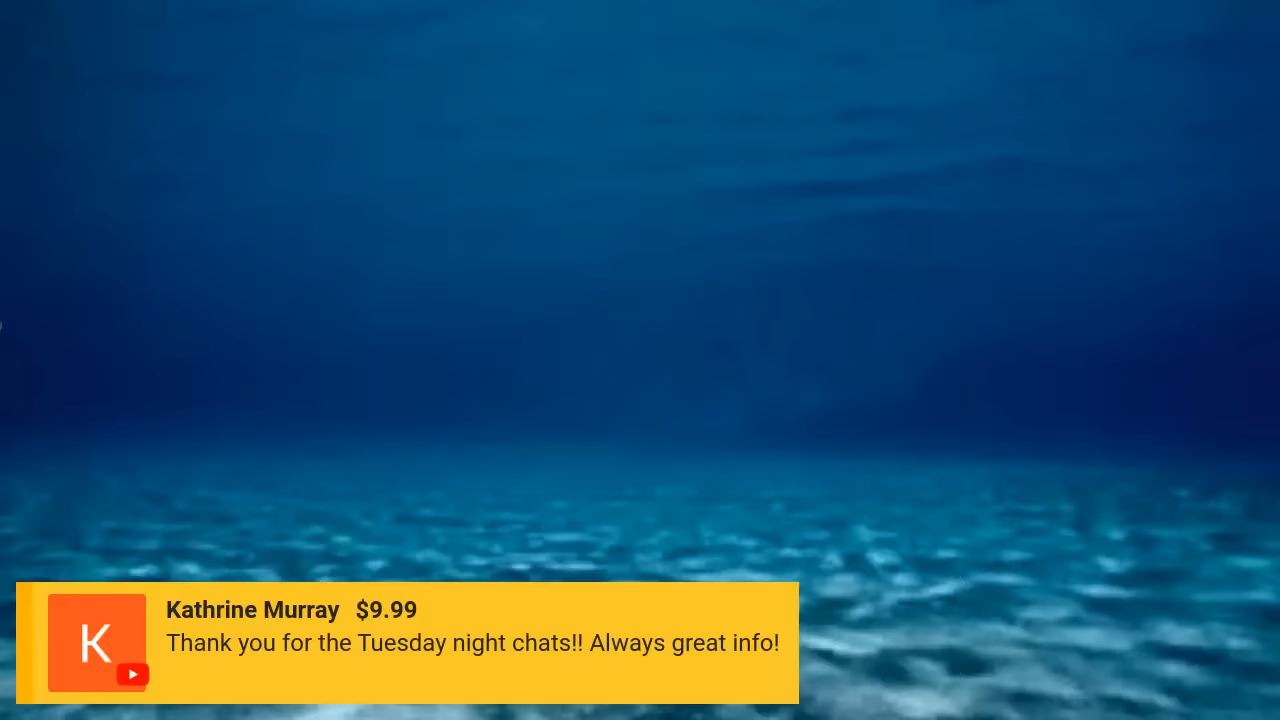 Kathrine Murray $9.99
Thank you for the Tuesday night chats!! Always great info!
K